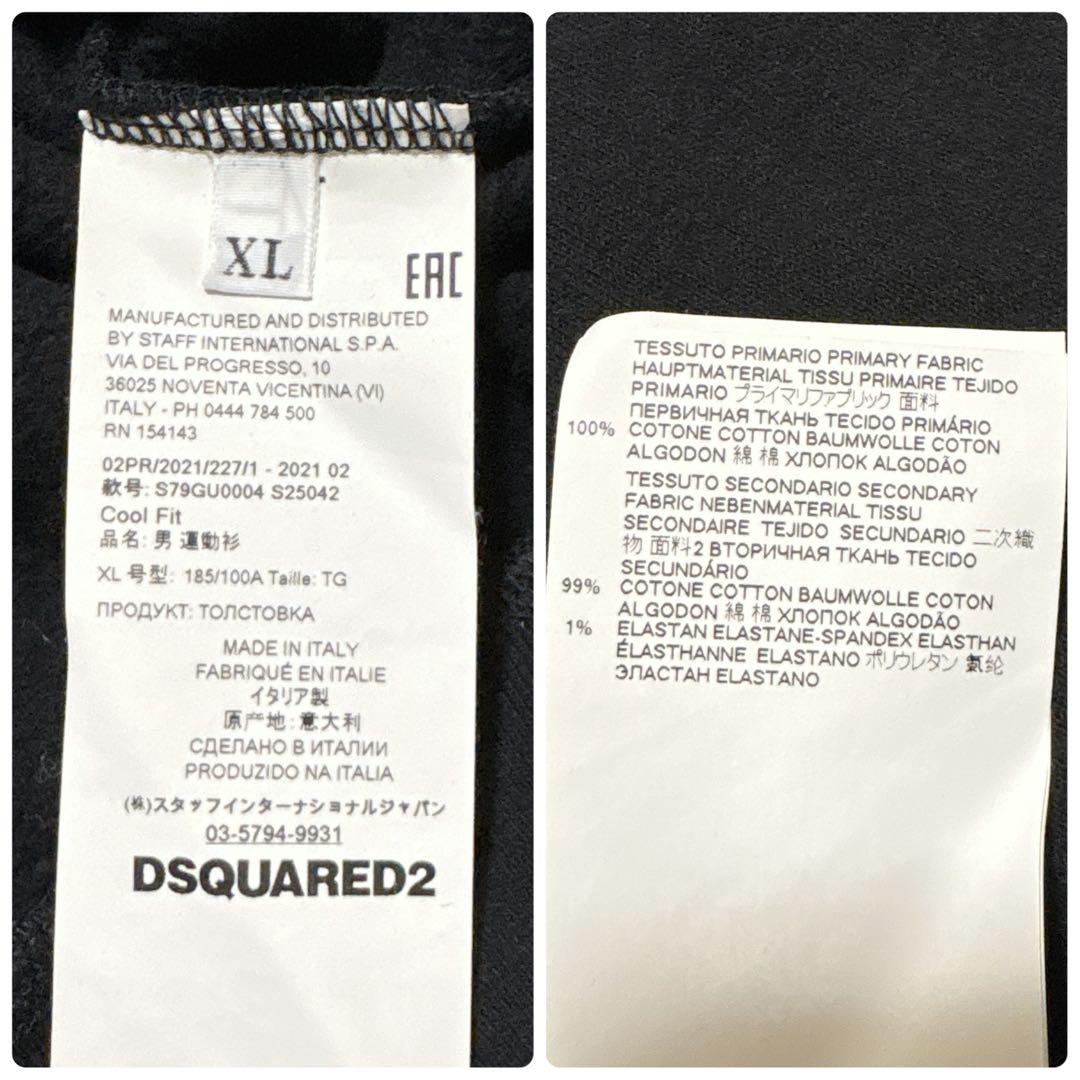 XL
EAC
MANUFACTURED AND DISTRIBUTED
BY STAFF INTERNATIONAL S.P.A.
VIA DEL PROGRESSO, 10
36025 NOVENTA VICENTINA (VI)
ITALY - PH 0444 784 500
RN 154143
02PR/2021/227/1 - 2021 02
款号: S79GU0004 S25042
Cool Fit
品名: 男 運動衫
XL 号型: 185/100A Taille: TG
ПРОДУКТ: ТОЛСТОВКА
MADE IN ITALY
FABRIQUÉ EN ITALIE
イタリア製
原产地: 意大利
СДЕЛАНО В ИТАЛИИ
PRODUZIDO NA ITALIA
(株)スタッフインターナショナルジャパン
03-5794-9931
DSQUARED2
TESSUTO PRIMARIO PRIMARY FABRIC
HAUPTMATERIAL TISSU PRIMAIRE TEJIDO
PRIMARIO プライマリファブリック 面料
ПЕРВИЧНАЯ ТКАНЬ TECIDO PRIMÁRIO
100% COTONE COTTON BAUMWOLLE COTON
ALGODON 綿 棉 ХЛОПОК ALGODÃO
TESSUTO SECONDARIO SECONDARY
FABRIC NEBENMATERIAL TISSU
SECONDAIRE TEJIDO SECUNDARIO 二次織
物 面料2 ВТОРИЧНАЯ ТКАНЬ TECIDO
SECUNDÁRIO
99% COTONE COTTON BAUMWOLLE COTON
ALGODON 綿 棉 ХЛОПОК ALGODÃO
1% ELASTAN ELASTANE-SPANDEX ELASTHAN
ÉLASTHANNE ELASTANO ポリウレタン 氨纶
ЭЛАСТАН ELASTANO